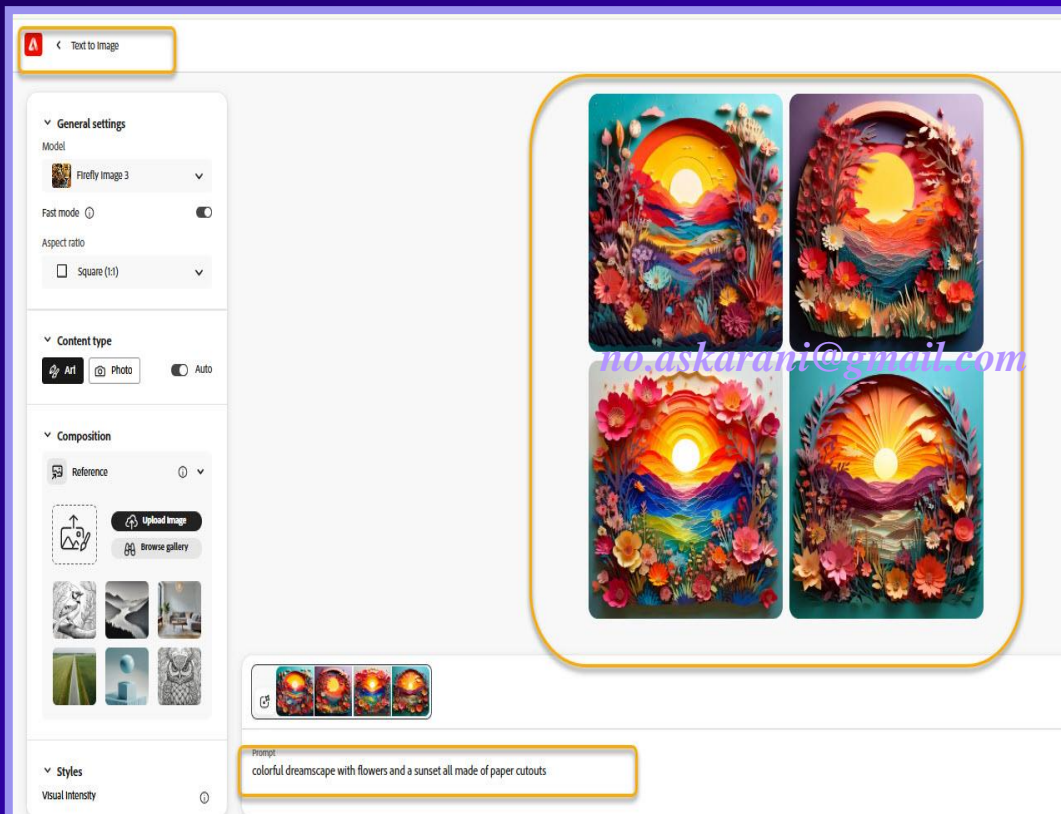 Text to Image
General settings
Model
Firefly Image 3
Fast mode
Aspect ratio
Square (1:1)
Content type
Art
Photo
Auto
Composition
Reference
Upload Image
Browse gallery
Styles
Visual Intensity
no.askarani@gmail.com
Prompt
colorful dreamscape with flowers and a sunset all made of paper cutouts